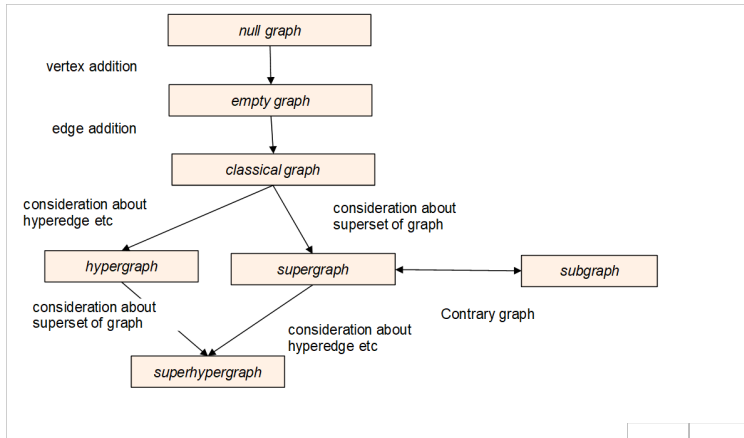 null graph
vertex addition
empty graph
edge addition
classical graph
consideration about
hyperedge etc
consideration about
superset of graph
hypergraph
supergraph
subgraph
consideration about
superset of graph
Contrary graph
consideration about
hyperedge etc
superhypergraph